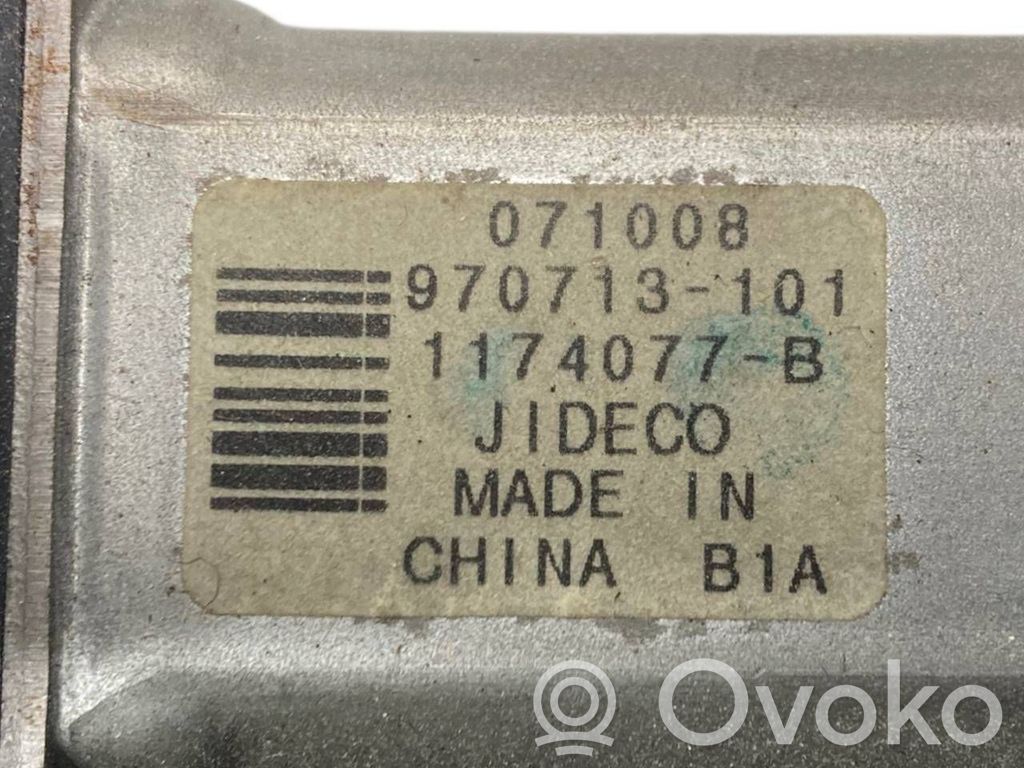 071008
970713-101
1174077-B
JIDECO
MADE IN
CHINA B1A
Ovoko